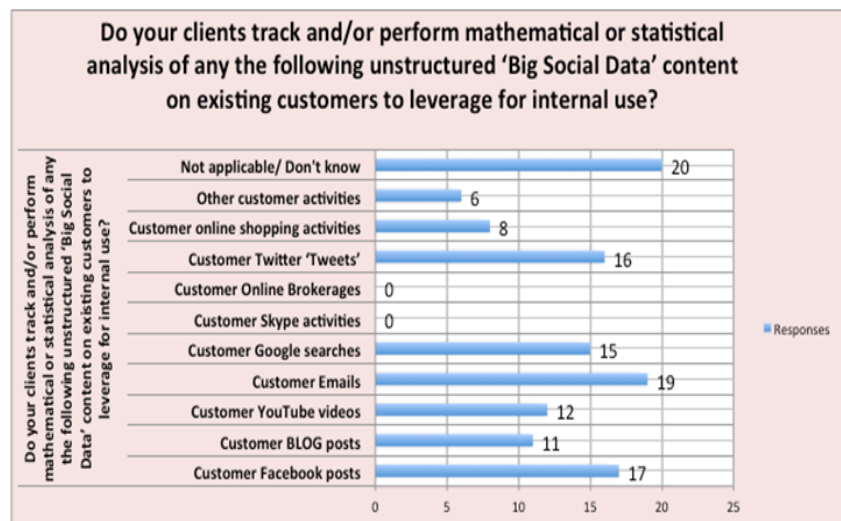 Do your clients track and/or perform mathematical or statistical
analysis of any the following unstructured ‘Big Social Data’ content
on existing customers to leverage for internal use?
Do your clients track and/or perform
mathematical or statistical analysis of any
the following unstructured ‘Big Social
Data’ content on existing customers to
leverage for internal use?
Not applicable/ Don't know 20
Other customer activities 6
Customer online shopping activities 8
Customer Twitter ‘Tweets’ 16
Customer Online Brokerages 0
Customer Skype activities 0
Customer Google searches 15
Customer Emails 19
Customer YouTube videos 12
Customer BLOG posts 11
Customer Facebook posts 17
0 5 10 15 20 25
Responses